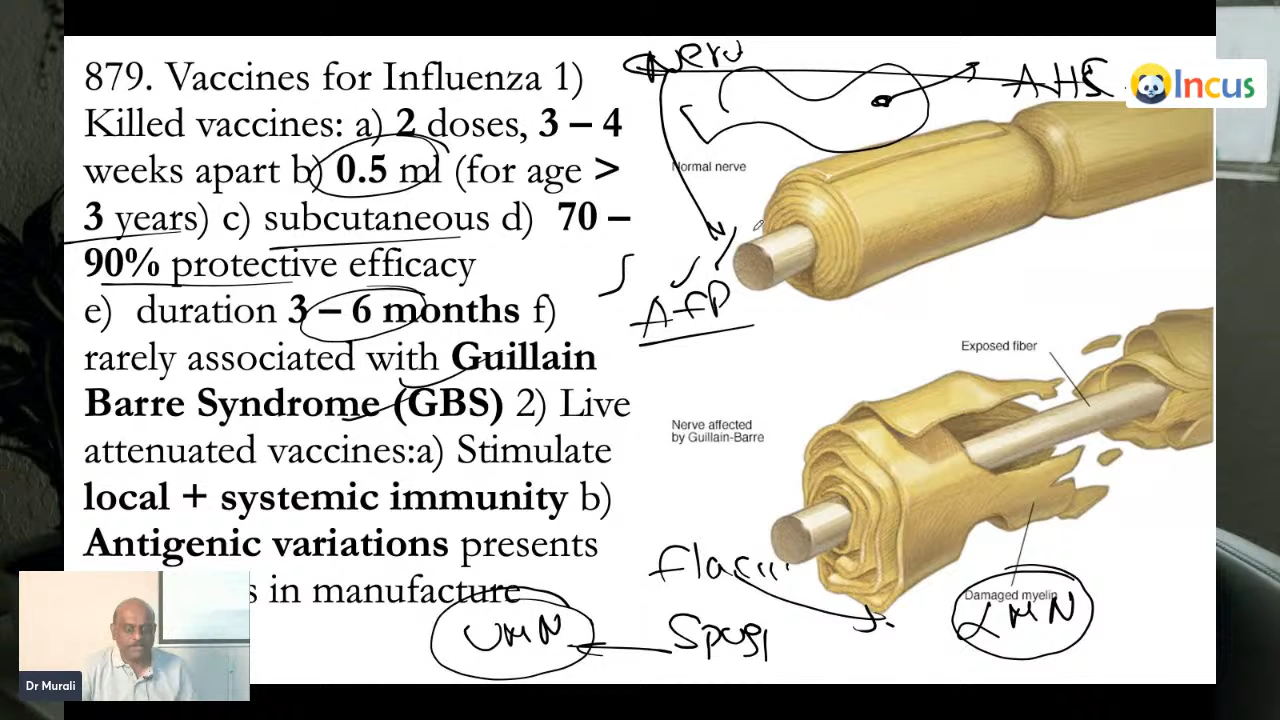 879. Vaccines for Influenza 1)
Killed vaccines: a) 2 doses, 3 – 4
weeks apart b) 0.5 ml (for age >
3 years) c) subcutaneous d) 70 –
90% protective efficacy
e) duration 3 – 6 months f)
rarely associated with Guillain
Barre Syndrome (GBS) 2) Live
attenuated vaccines:a) Stimulate
local + systemic immunity b)
Antigenic variations presents
s in manufacture
Nerv
AHC
Incus
Normal nerve
AFP
Exposed fiber
Nerve affected
by Guillain-Barre
Flac
Damaged myelin
LMN
UMN
Dr Murali